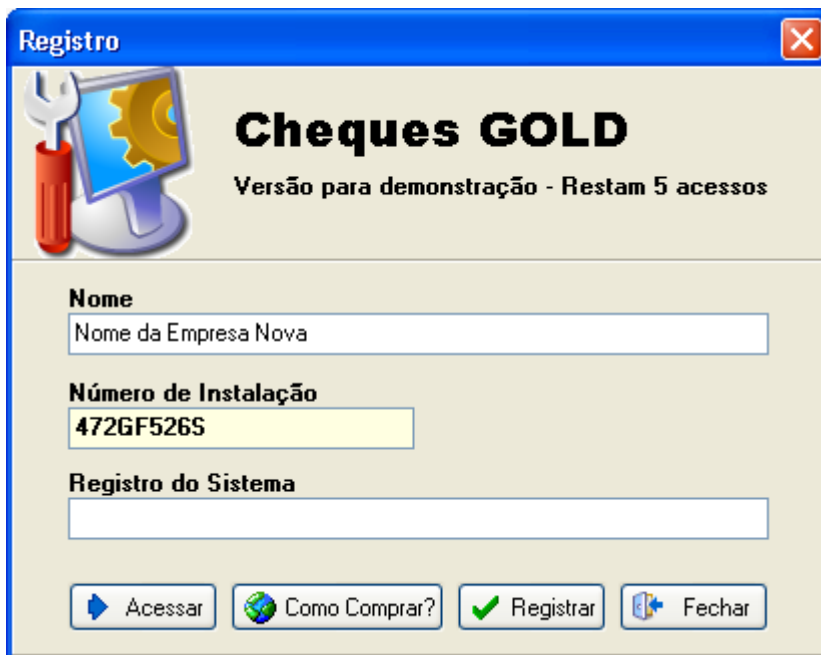 Registro
Cheques GOLD
Versão para demonstração - Restam 5 acessos
Nome
Nome da Empresa Nova
Número de Instalação
472GF526S
Registro do Sistema
Acessar Como Comprar? Registrar Fechar